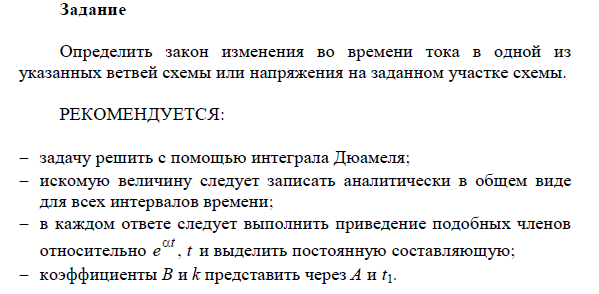 Задание
Определить закон изменения во времени тока в одной из
указанных ветвей схемы или напряжения на заданном участке схемы.
РЕКОМЕНДУЕТСЯ:
– задачу решить с помощью интеграла Дюамеля;
– искомую величину следует записать аналитически в общем виде
для всех интервалов времени;
– в каждом ответе следует выполнить приведение подобных членов
относительно e^{αt}, t и выделить постоянную составляющую;
– коэффициенты B и k представить через A и t₁.